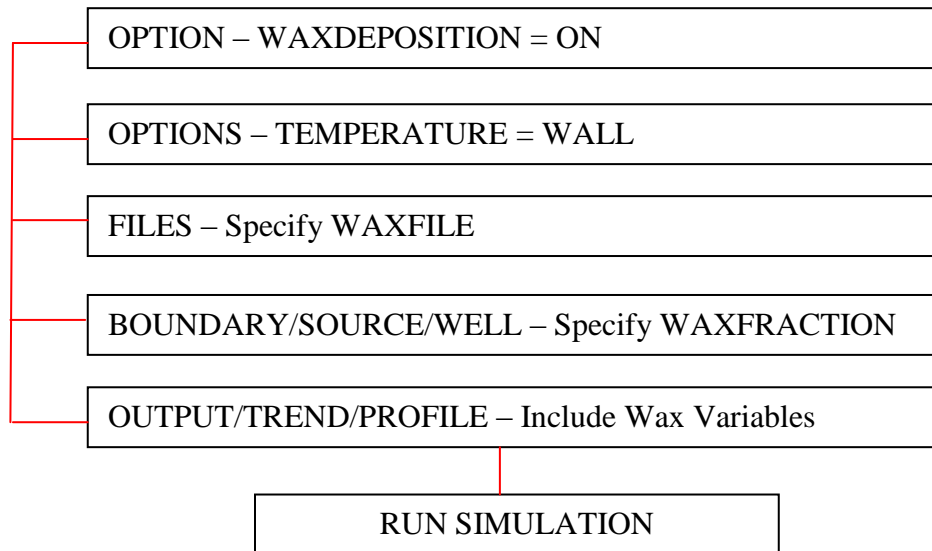 OPTION – WAXDEPOSITION = ON
OPTIONS – TEMPERATURE = WALL
FILES – Specify WAXFILE
BOUNDARY/SOURCE/WELL – Specify WAXFRACTION
OUTPUT/TREND/PROFILE – Include Wax Variables
RUN SIMULATION